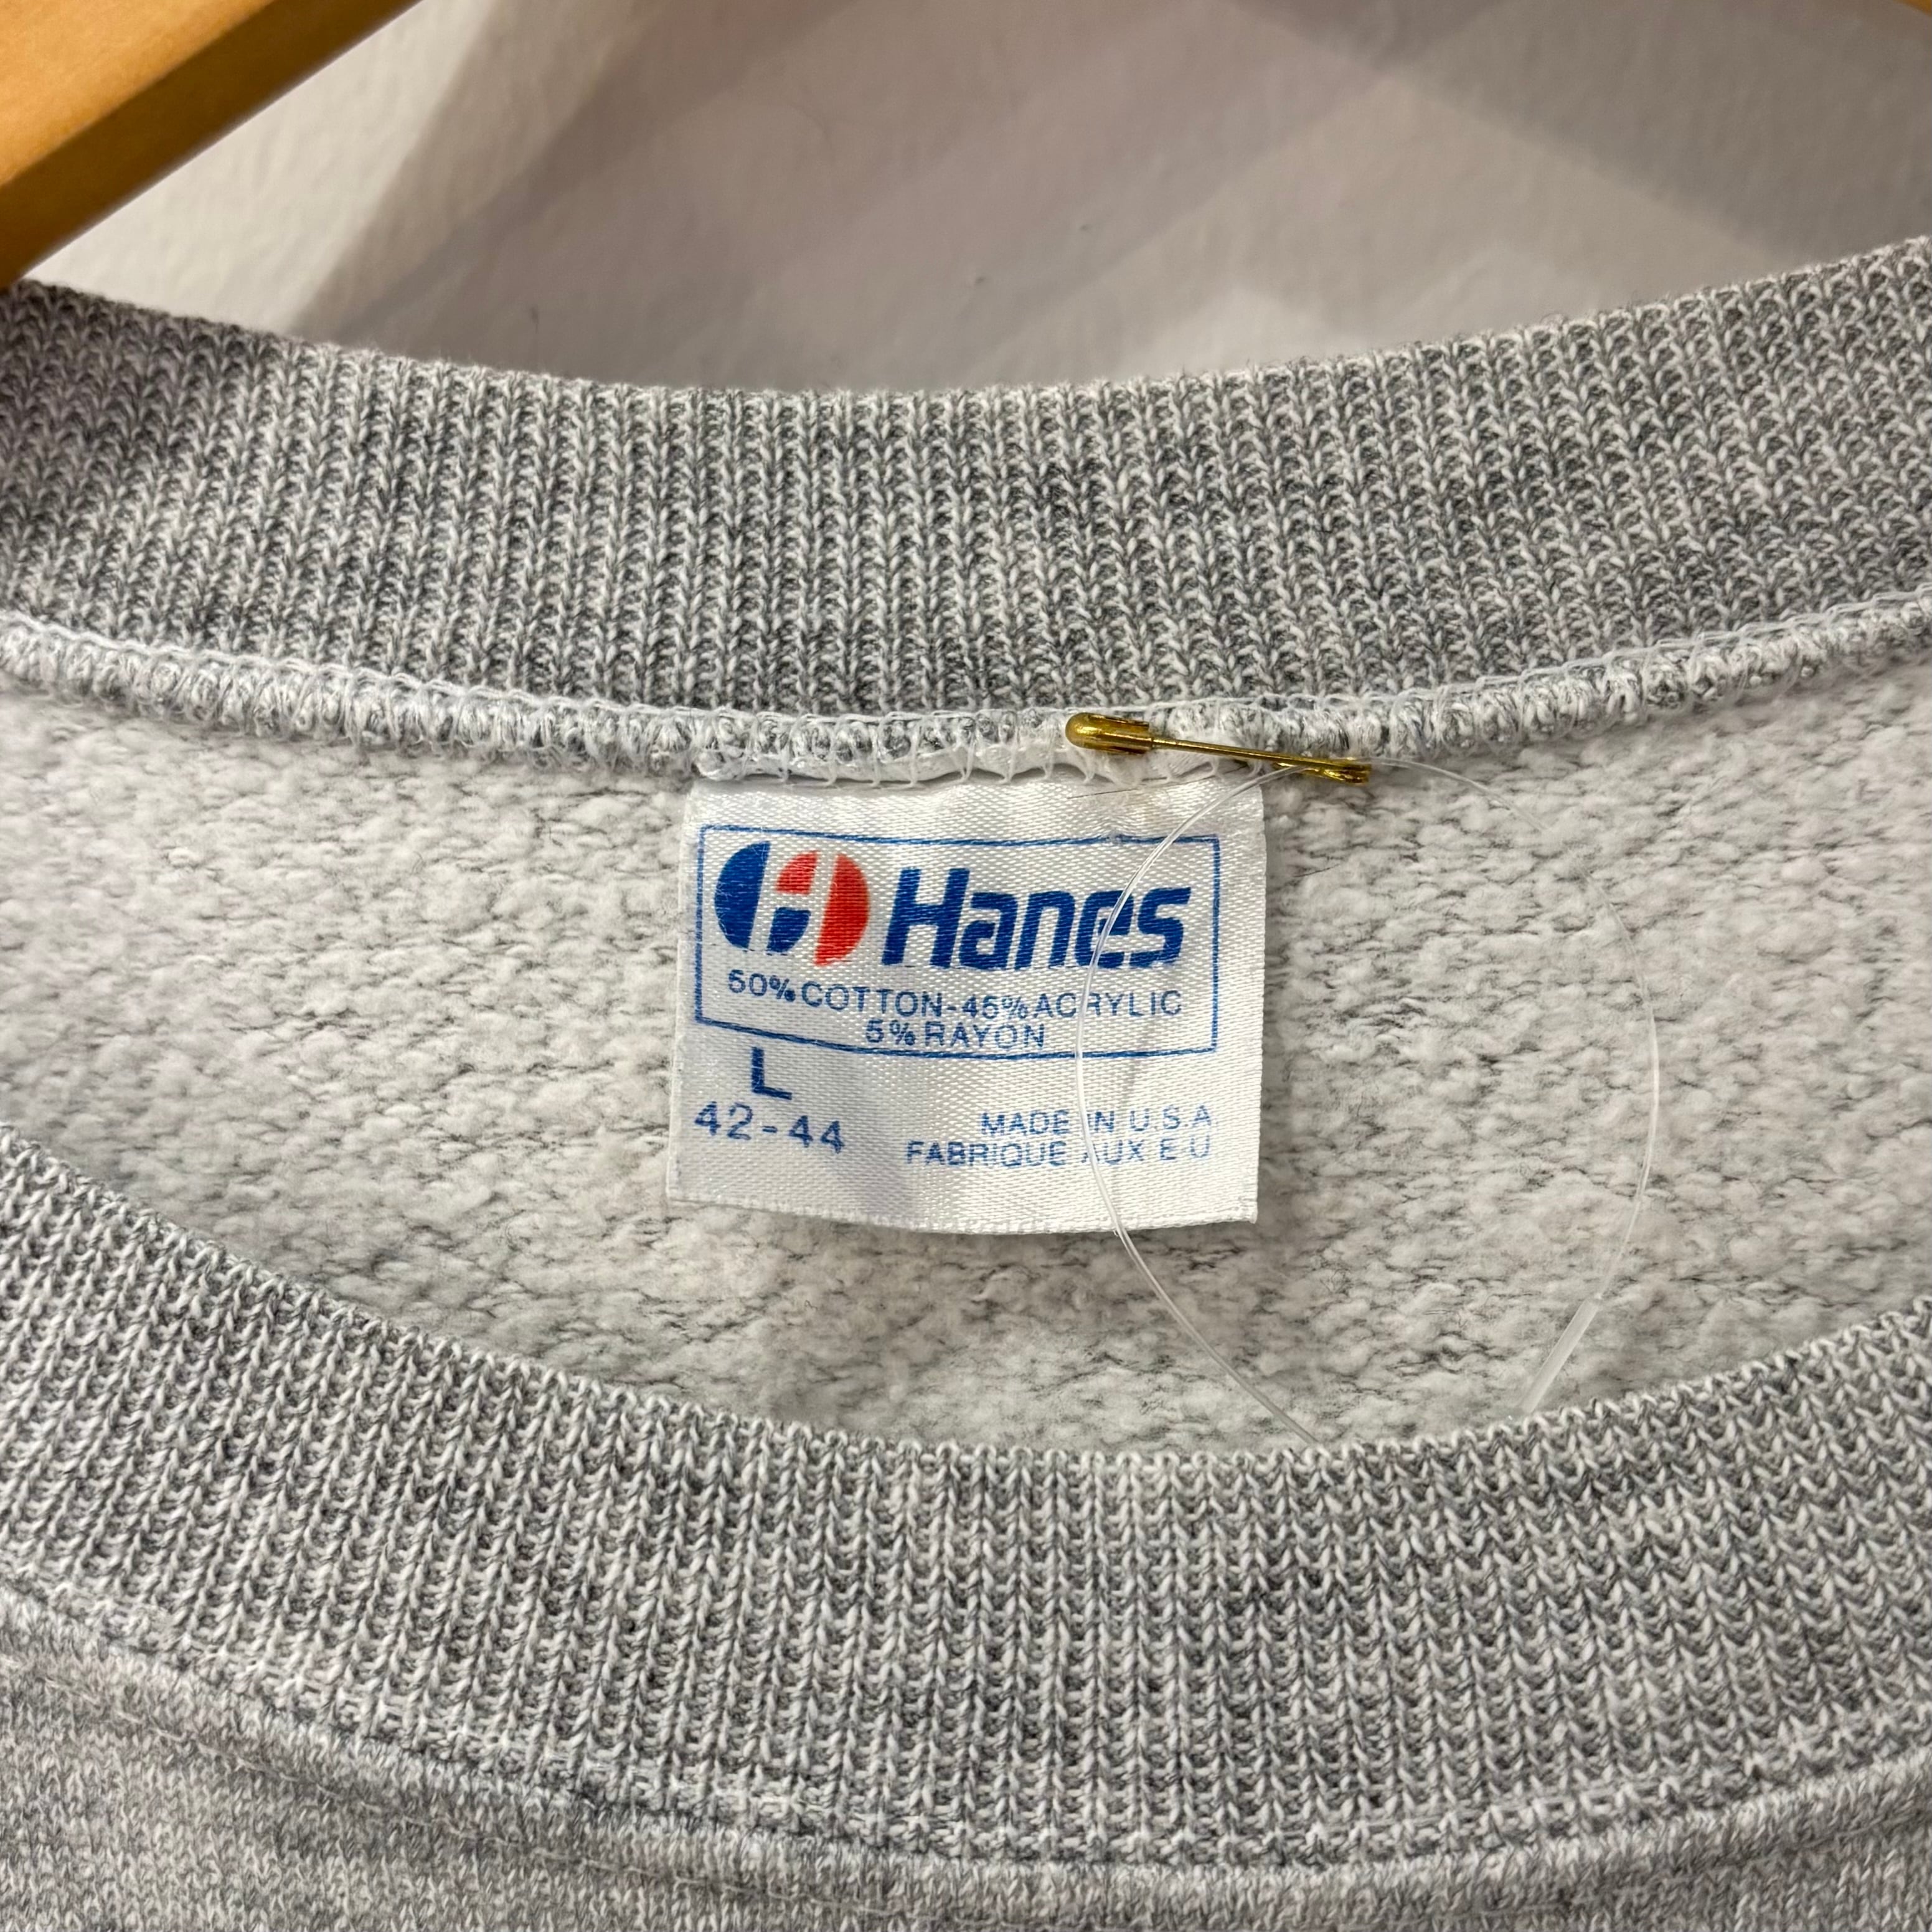 Hanes
50% COTTON-45% ACRYLIC
5% RAYON
L
42-44
MADE IN U.S.A
FABRIQUE AUX E U